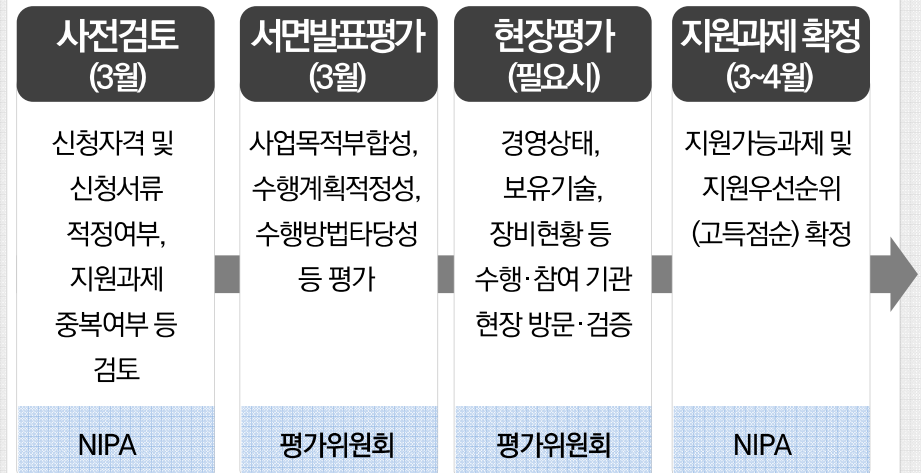 사전검토
(3월)
신청자격 및
신청서류
적정여부,
지원과제
중복여부 등
검토
NIPA
서면발표평가
(3월)
사업목적부합성,
수행계획적정성,
수행방법타당성
등 평가
평가위원회
현장평가
(필요시)
경영상태,
보유기술,
장비현황 등
수행·참여 기관
현장 방문·검증
평가위원회
지원과제 확정
(3~4월)
지원가능과제 및
지원우선순위
(고득점순) 확정
NIPA